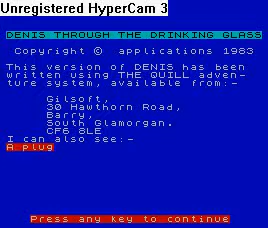 Unregistered HyperCam 3
DENIS THROUGH THE DRINKING GLASS
Copyright © applications 1983
This version of DENIS has been
written using THE QUILL adven-
ture system, available from:-
Gilsoft,
30 Hawthorn Road,
Barry,
South Glamorgan.
CF6 8LE
I can also see:-
A plug
Press any key to continue